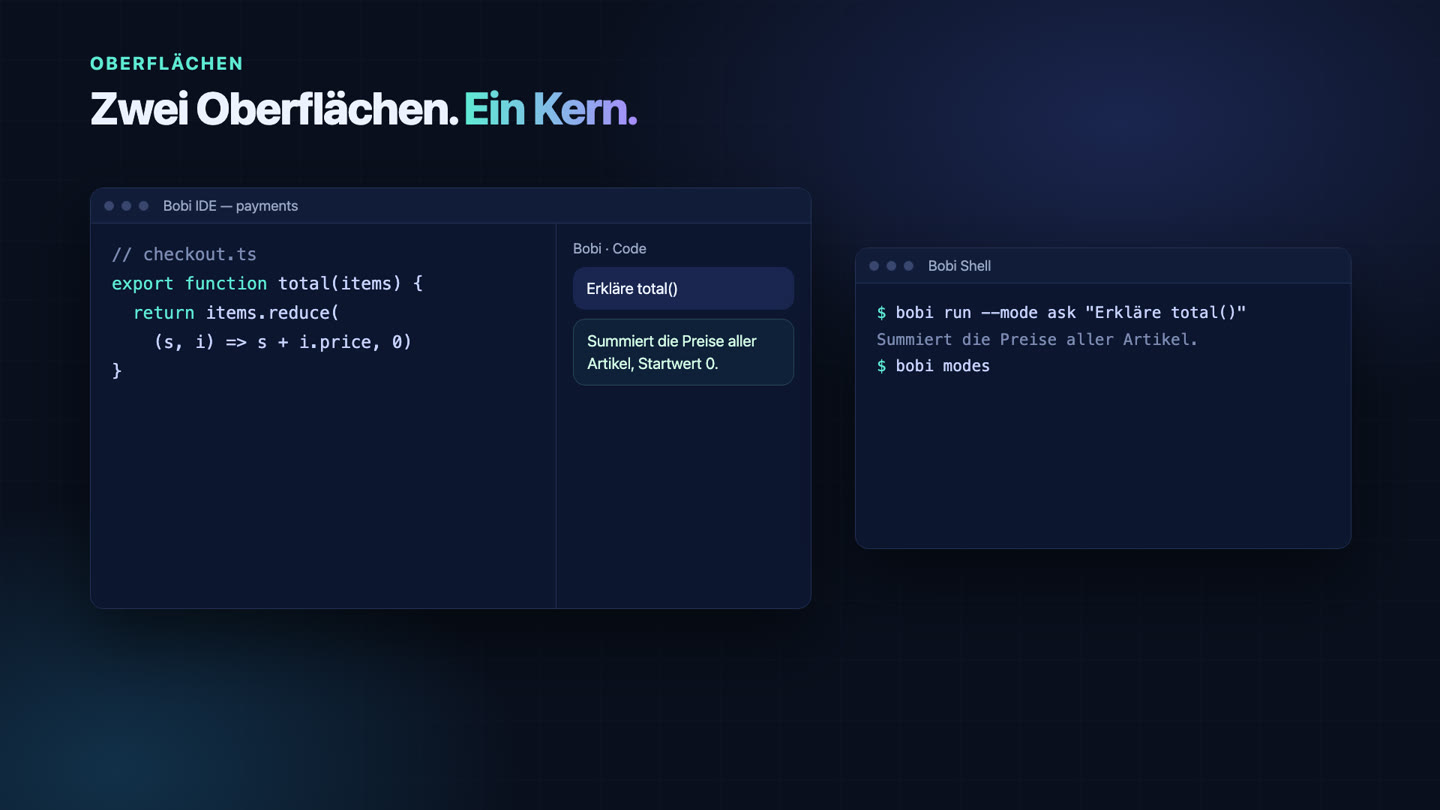 OBERFLÄCHEN
Zwei Oberflächen. Ein Kern.
Bobi IDE — payments
// checkout.ts
export function total(items) {
  return items.reduce(
    (s, i) => s + i.price, 0)
}
Bobi · Code
Erkläre total()
Summiert die Preise aller
Artikel, Startwert 0.
Bobi Shell
$ bobi run --mode ask "Erkläre total()"
Summiert die Preise aller Artikel.
$ bobi modes